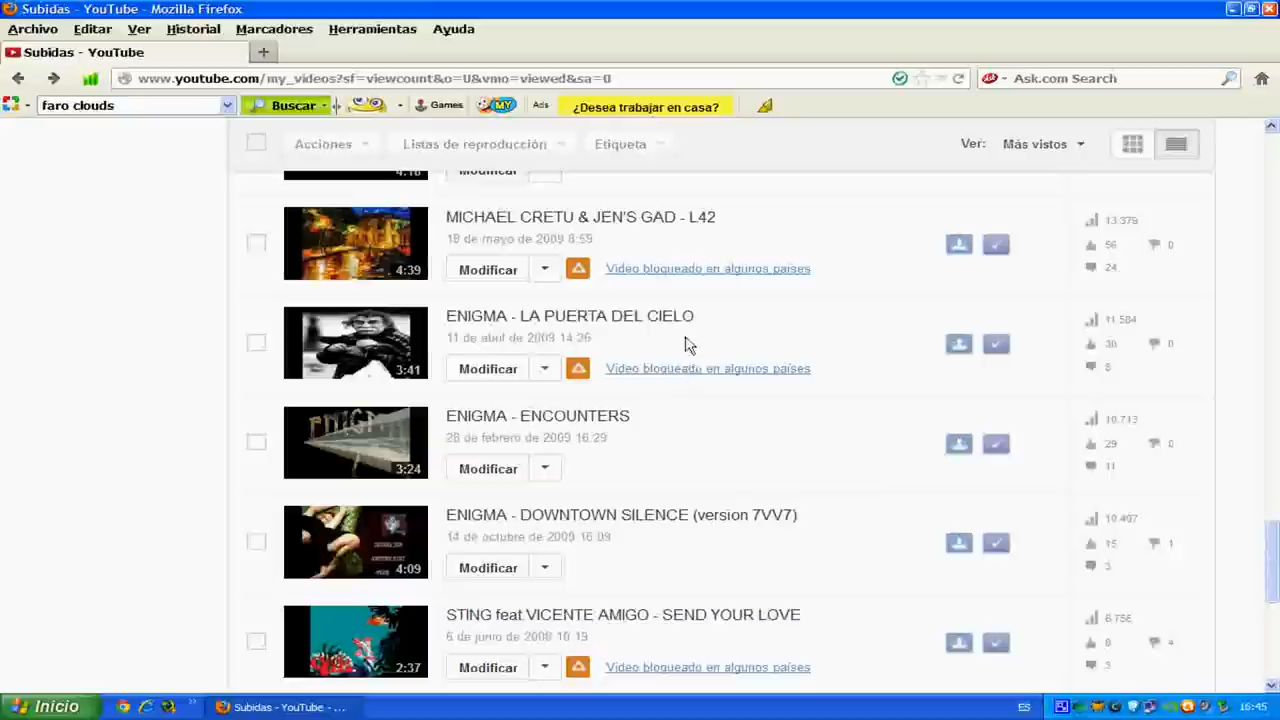 Subidas - YouTube - Mozilla Firefox
Archivo Editar Ver Historial Marcadores Herramientas Ayuda
Subidas - YouTube
www.youtube.com/my_videos?sf=viewcount&o=U&vmo=viewed&sa=0
Ask.com Search
faro clouds Buscar Games MY Ads ¿Desea trabajar en casa?
Acciones Listas de reproducción Etiqueta Ver: Más vistos
4:18 Modificar
MICHAEL CRETU & JEN'S GAD - L42
18 de mayo de 2009 8:59
4:39 Modificar Video bloqueado en algunos países
13.379
56 0
24
ENIGMA - LA PUERTA DEL CIELO
11 de abril de 2009 14:26
3:41 Modificar Video bloqueado en algunos países
11.584
30 0
ENIGMA - ENCOUNTERS
28 de febrero de 2009 16:29
3:24 Modificar
10.713
29 0
11
ENIGMA - DOWNTOWN SILENCE (version 7VV7)
14 de octubre de 2009 16:09
4:09 Modificar
10.407
15 1
3
STING feat.VICENTE AMIGO - SEND YOUR LOVE
6 de junio de 2008
2:37 Modificar Video bloqueado en algunos países
4
3
Inicio Subidas - YouTube - ... ES 16:45